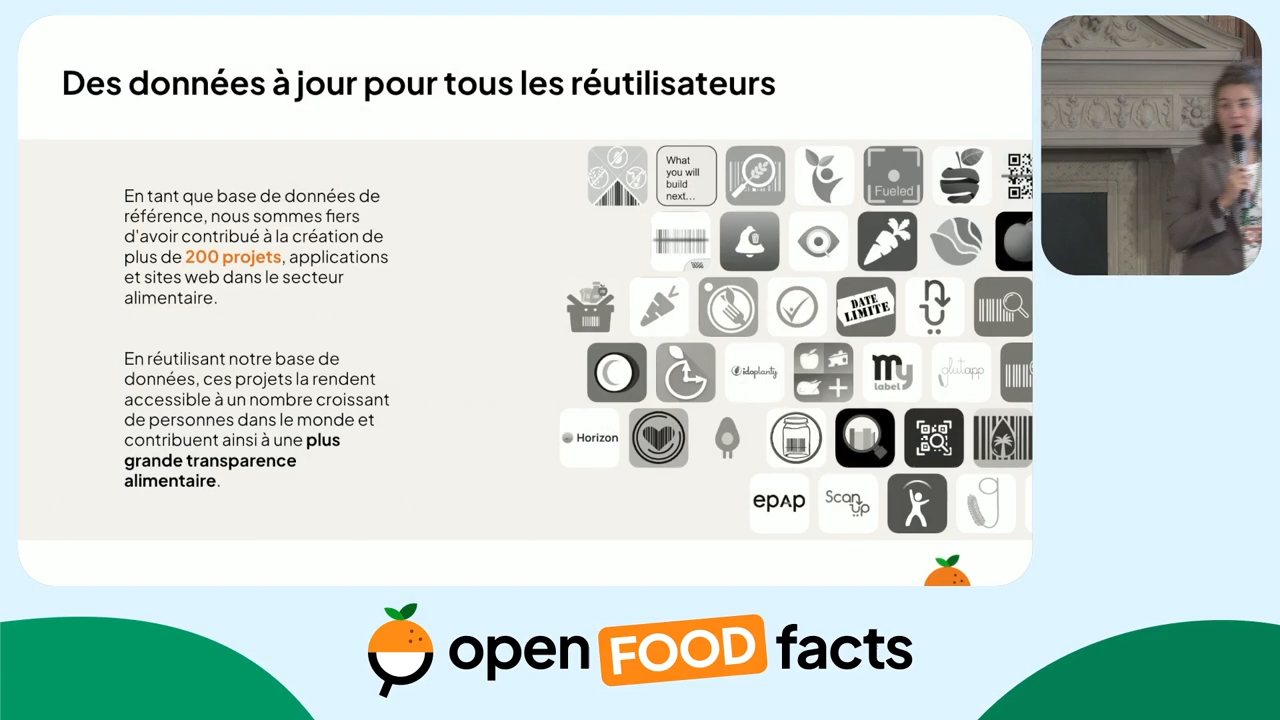 Des données à jour pour tous les réutilisateurs
En tant que base de données de
référence, nous sommes fiers
d'avoir contribué à la création de
plus de 200 projets, applications
et sites web dans le secteur
alimentaire.
En réutilisant notre base de
données, ces projets la rendent
accessible à un nombre croissant
de personnes dans le monde et
contribuent ainsi à une plus
grande transparence
alimentaire.
What
you will
build
next...
Fueled
DATE
LIMITE
idoplanty
my
label
glutapp
Horizon
epap
Scan
up
open FOOD facts